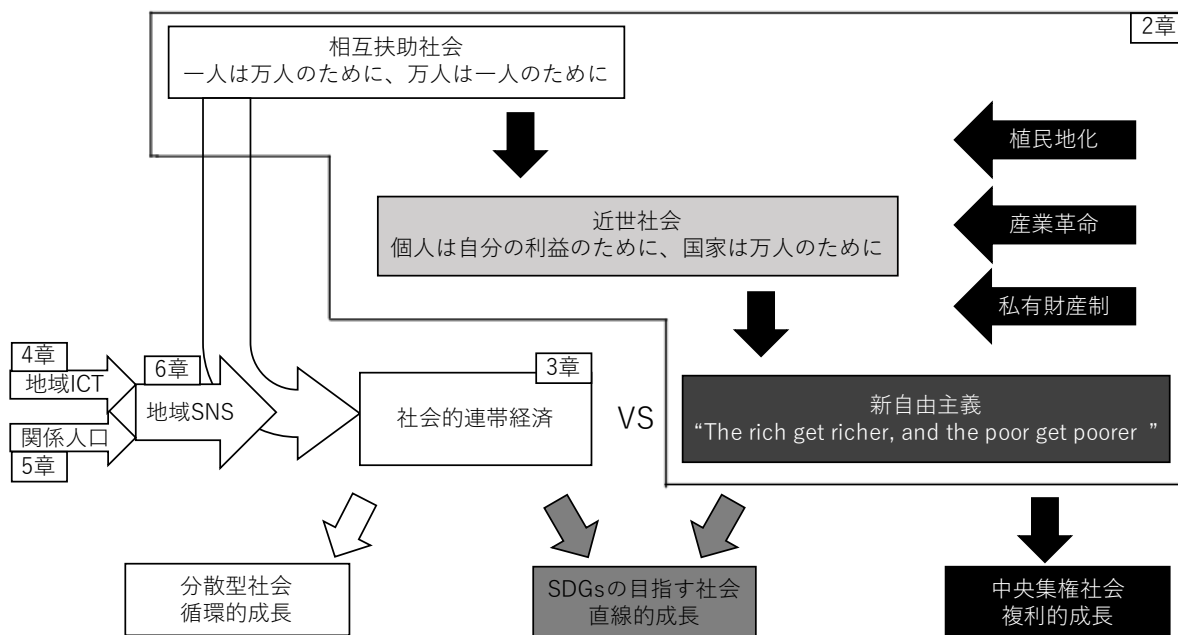 2章
相互扶助社会
一人は万人のために、万人は一人のために
植民地化
近世社会
個人は自分の利益のために、国家は万人のために
産業革命
私有財産制
4章
地域ICT
6章
地域SNS
関係人口
5章
3章
社会的連帯経済
VS
新自由主義
“The rich get richer, and the poor get poorer ”
分散型社会
循環的成長
SDGsの目指す社会
直線的成長
中央集権社会
複利的成長